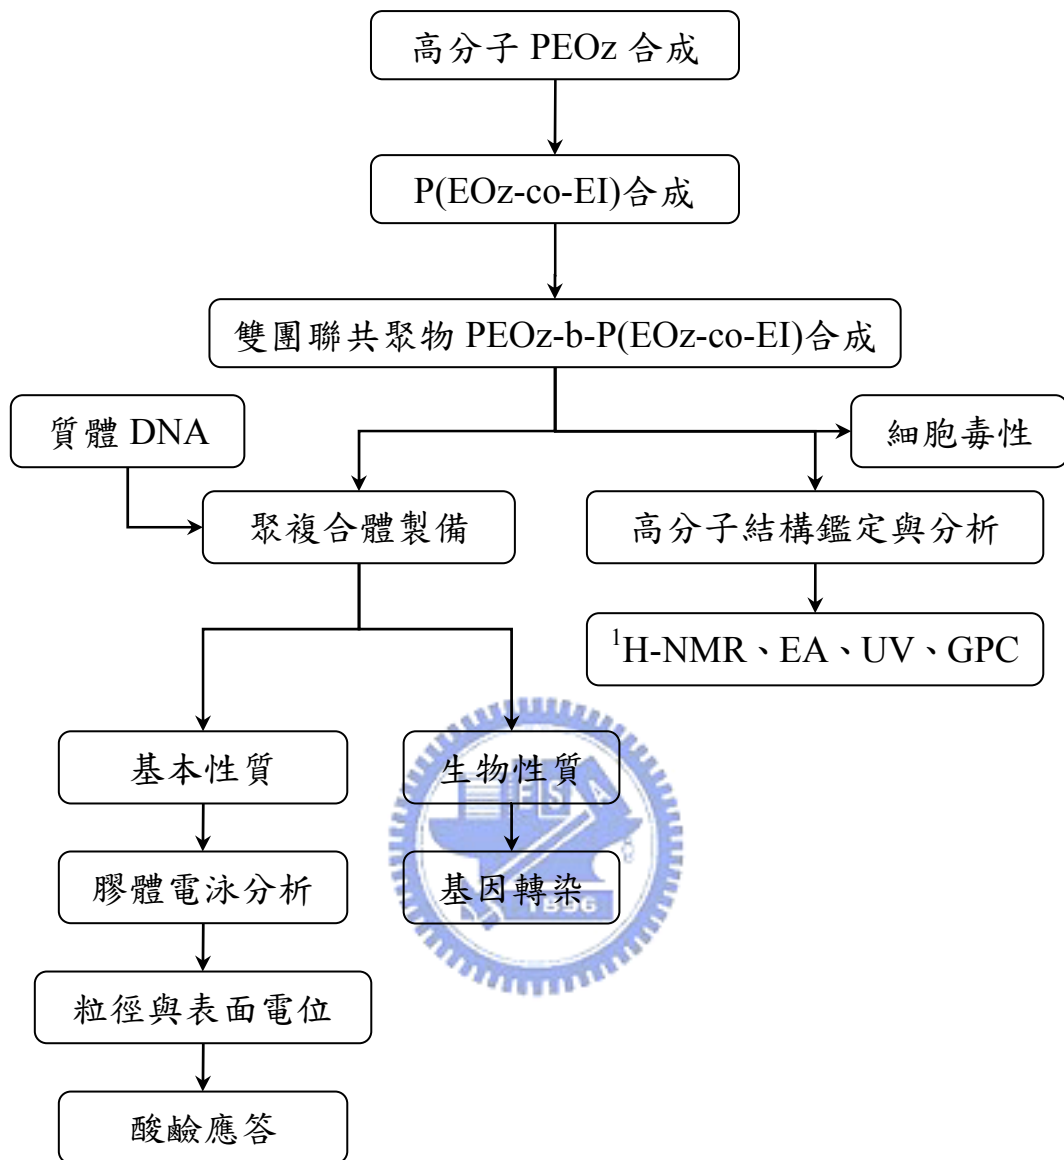 高分子 PEOz 合成
P(EOz-co-EI)合成
雙團聯共聚物 PEOz-b-P(EOz-co-EI)合成
質體 DNA
細胞毒性
聚複合體製備
高分子結構鑑定與分析
¹H-NMR、EA、UV、GPC
基本性質
生物性質
ESA
膠體電泳分析
基因轉染
1896
粒徑與表面電位
酸鹼應答